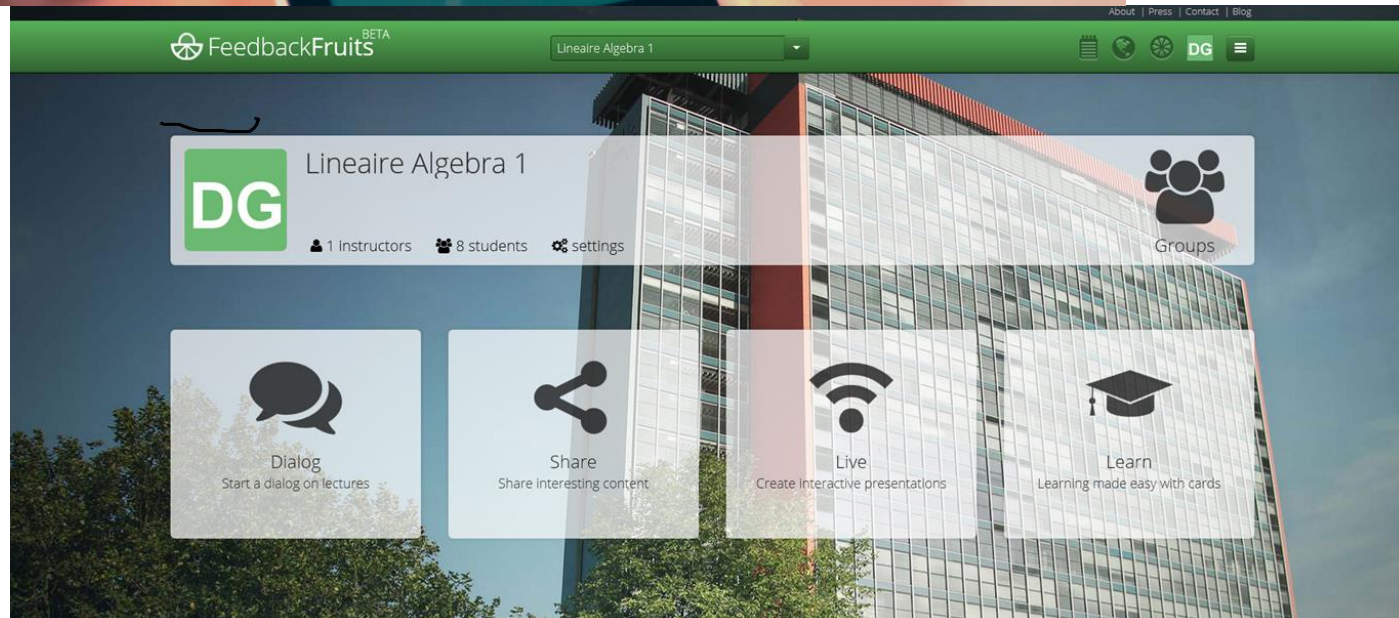 About | Press | Contact | Blog
FeedbackFruits BETA
Lineaire Algebra 1
DG
DG
Lineaire Algebra 1
1 instructors 8 students settings
Groups
Dialog
Start a dialog on lectures
Share
Share interesting content
Live
Create interactive presentations
Learn
Learning made easy with cards